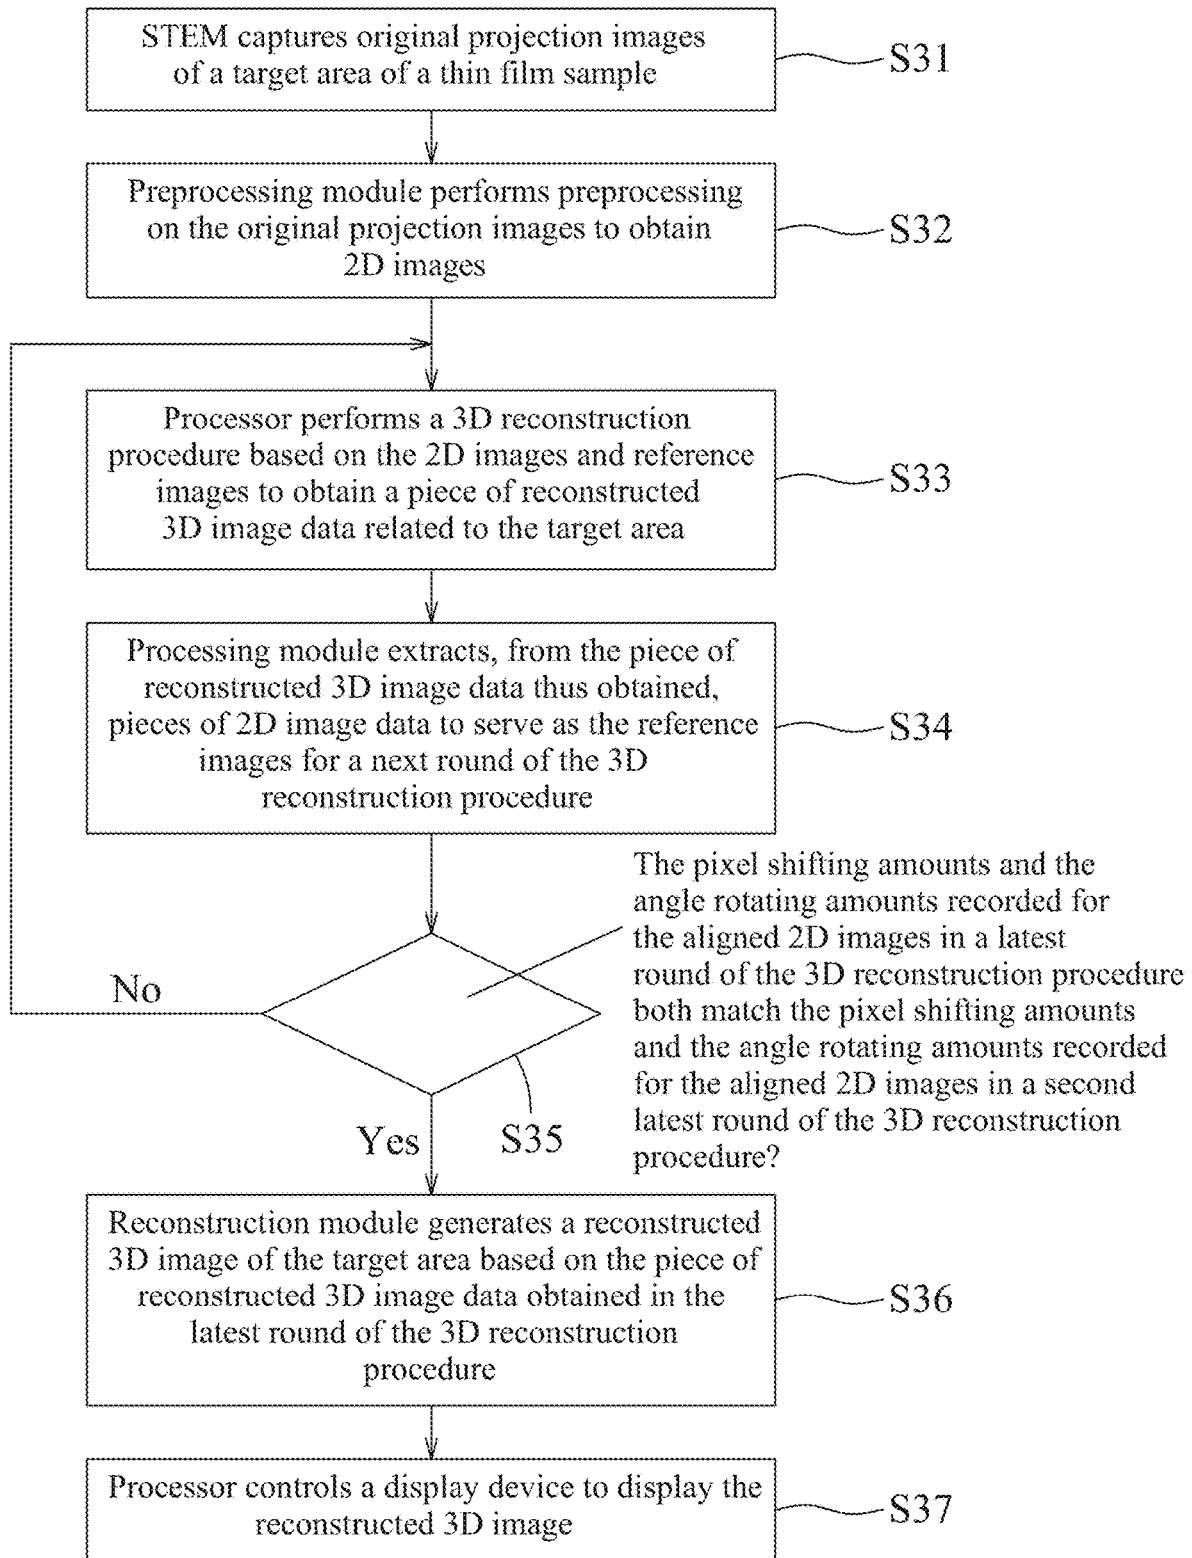 STEM captures original projection images
of a target area of a thin film sample
S31
Preprocessing module performs preprocessing
on the original projection images to obtain
2D images
S32
Processor performs a 3D reconstruction
procedure based on the 2D images and reference
images to obtain a piece of reconstructed
3D image data related to the target area
S33
Processing module extracts, from the piece of
reconstructed 3D image data thus obtained,
pieces of 2D image data to serve as the reference
images for a next round of the 3D
reconstruction procedure
S34
The pixel shifting amounts and the
angle rotating amounts recorded for
the aligned 2D images in a latest
round of the 3D reconstruction procedure
both match the pixel shifting amounts
and the angle rotating amounts recorded
for the aligned 2D images in a second
latest round of the 3D reconstruction
procedure?
No
Yes
S35
Reconstruction module generates a reconstructed
3D image of the target area based on the piece of
reconstructed 3D image data obtained in the
latest round of the 3D reconstruction
procedure
S36
Processor controls a display device to display the
reconstructed 3D image
S37